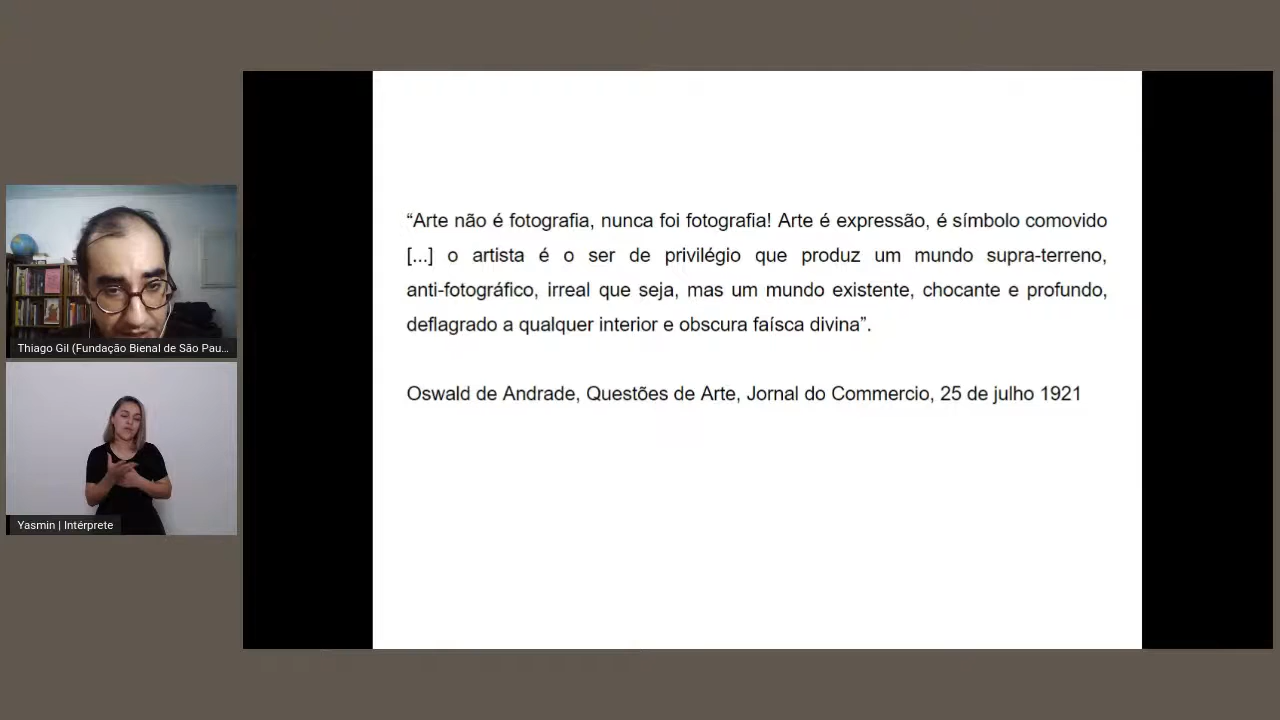 “Arte não é fotografia, nunca foi fotografia! Arte é expressão, é símbolo comovido
[...] o artista é o ser de privilégio que produz um mundo supra-terreno,
anti-fotográfico, irreal que seja, mas um mundo existente, chocante e profundo,
deflagrado a qualquer interior e obscura faísca divina”.
Oswald de Andrade, Questões de Arte, Jornal do Commercio, 25 de julho 1921
Thiago Gil (Fundação Bienal de São Pau...
Yasmin | Intérprete